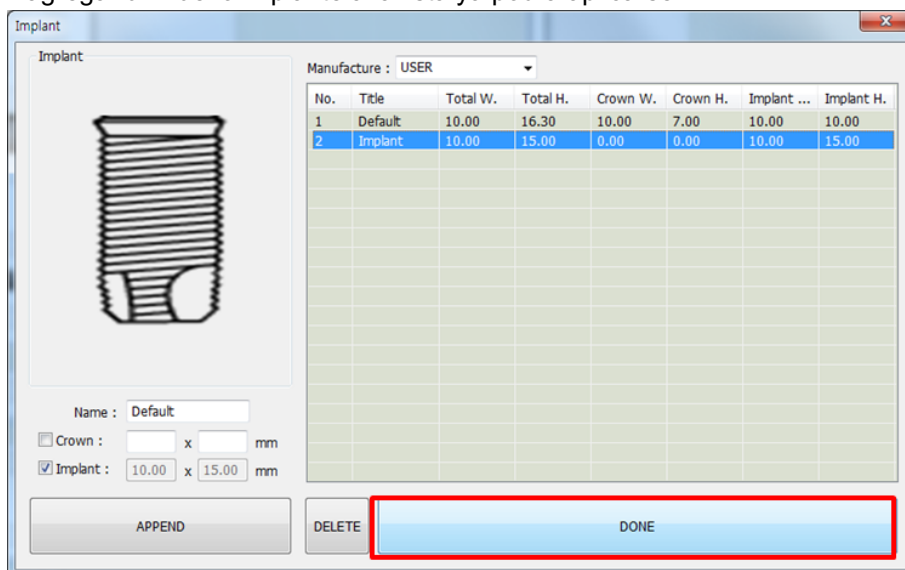 Implant
Implant
Manufacture : USER
No. Title Total W. Total H. Crown W. Crown H. Implant ... Implant H.
1 Default 10.00 16.30 10.00 7.00 10.00 10.00
2 Implant 10.00 15.00 0.00 0.00 10.00 15.00
Name : Default
Crown : x mm
Implant : 10.00 x 15.00 mm
APPEND DELETE DONE